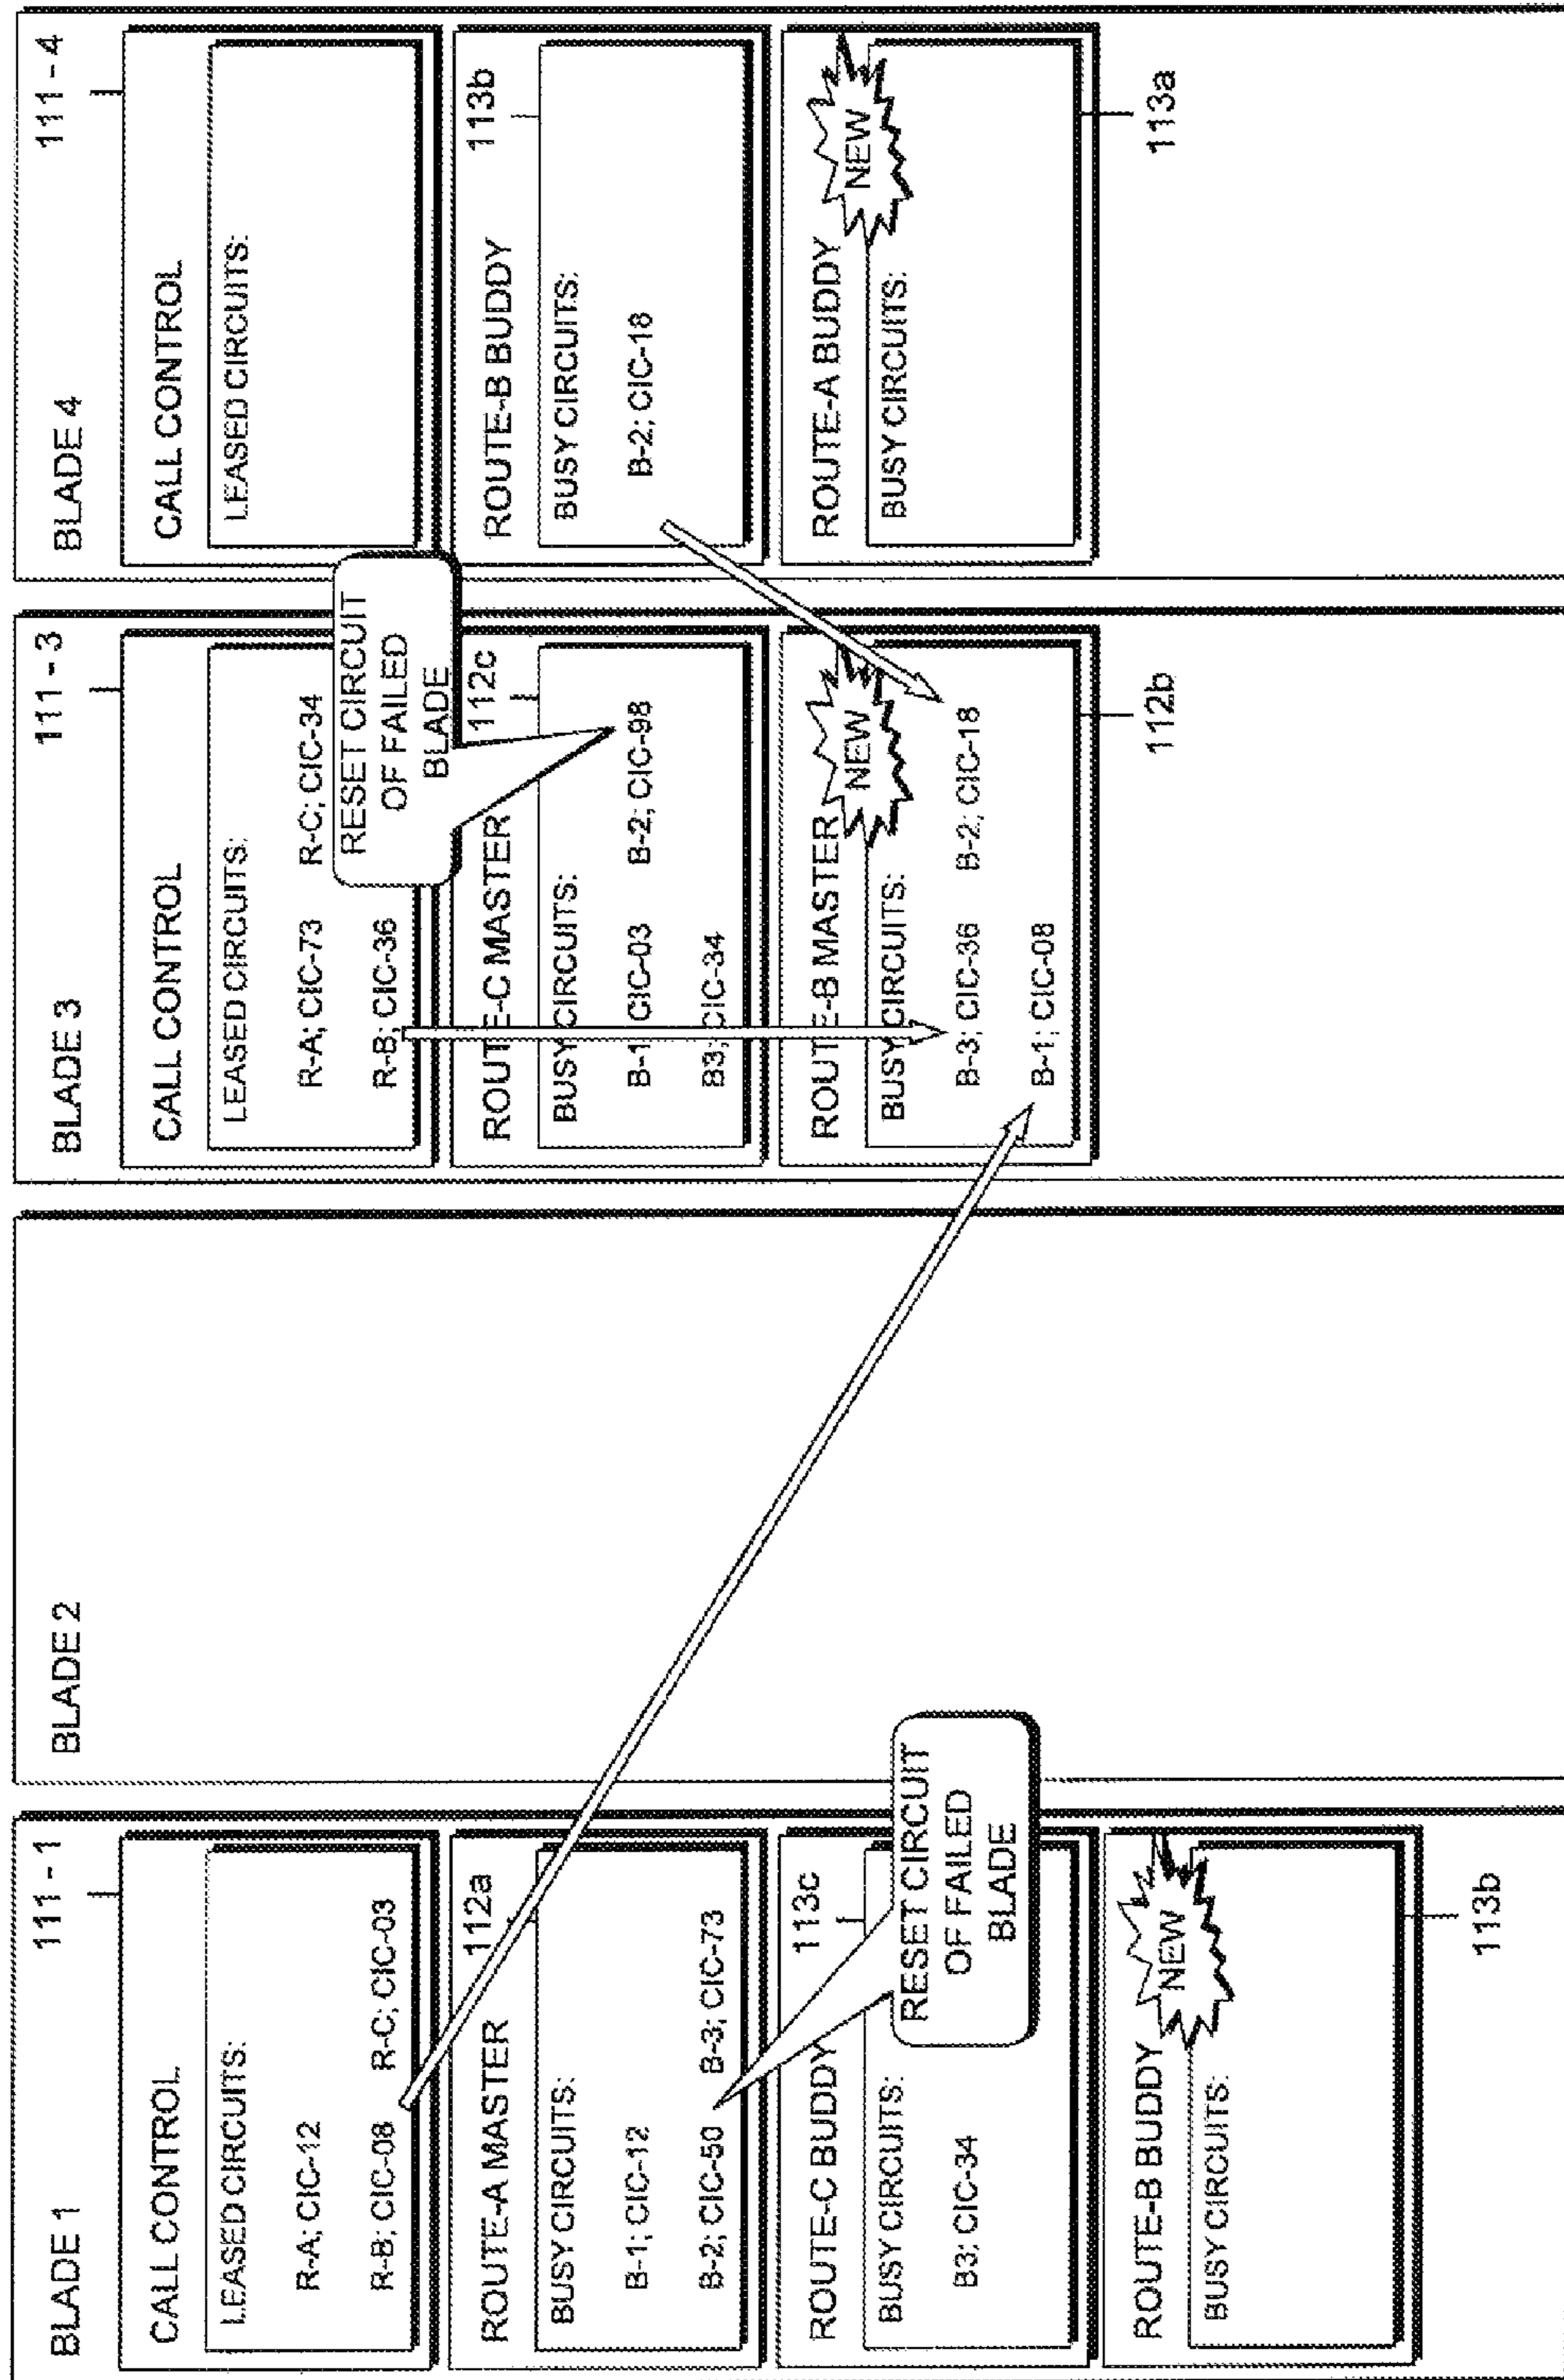 BLADE 1
111 - 1
CALL CONTROL
LEASED CIRCUITS:
R-A; CIC-12
R-B; CIC-08 R-C; CIC-03
ROUTE-A MASTER
112a
BUSY CIRCUITS:
B-1; CIC-12
B-2; CIC-50 B-3; CIC-73
ROUTE-C BUDDY
113c
BUSY CIRCUITS:
B3; CIC-34
RESET CIRCUIT
OF FAILED
BLADE
ROUTE-B BUDDY
NEW
BUSY CIRCUITS:
113b
BLADE 2
BLADE 3
111 - 3
CALL CONTROL
LEASED CIRCUITS:
R-A; CIC-73 R-C; CIC-34
R-B; CIC-36
RESET CIRCUIT
OF FAILED
BLADE
ROUTE-C MASTER
112c
BUSY CIRCUITS:
B-1; CIC-03 B-2; CIC-98
B3; CIC-34
ROUTE-B MASTER
NEW
BUSY CIRCUITS:
B-3; CIC-36 B-2; CIC-18
B-1; CIC-08
112b
BLADE 4
111 - 4
CALL CONTROL
LEASED CIRCUITS:
ROUTE-B BUDDY
113b
BUSY CIRCUITS:
B-2; CIC-18
ROUTE-A BUDDY
NEW
BUSY CIRCUITS:
113a